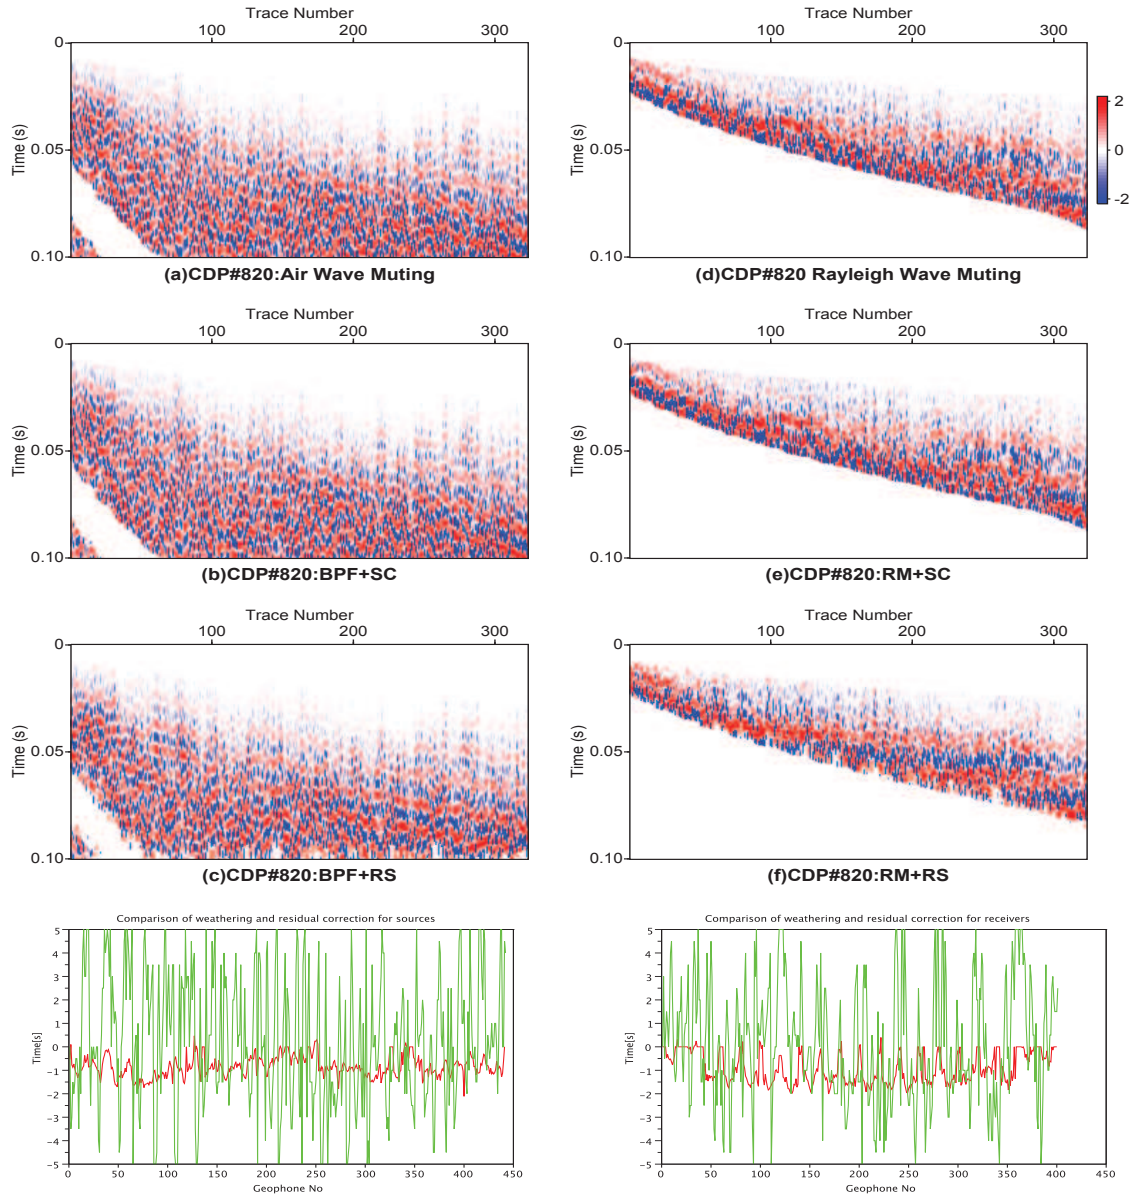 Trace Number
100 200 300
0
0.05
0.10
Time (s)
(a)CDP#820:Air Wave Muting
Trace Number
100 200 300
0
0.05
0.10
Time (s)
2
0
-2
(d)CDP#820 Rayleigh Wave Muting
Trace Number
100 200 300
0
0.05
0.10
Time (s)
(b)CDP#820:BPF+SC
Trace Number
100 200 300
0
0.05
0.10
Time (s)
(e)CDP#820:RM+SC
Trace Number
100 200 300
0
0.05
0.10
Time (s)
(c)CDP#820:BPF+RS
Trace Number
100 200 300
0
0.05
0.10
Time (s)
(f)CDP#820:RM+RS
Comparison of weathering and residual correction for sources
5
4
3
2
1
0
−1
−2
−3
−4
−5
Time[s]
0 50 100 150 200 250 300 350 400 450
Geophone No
Comparison of weathering and residual correction for receivers
5
4
3
2
1
0
−1
−2
−3
−4
−5
Time[s]
0 50 100 150 200 250 300 350 400 450
Geophone No